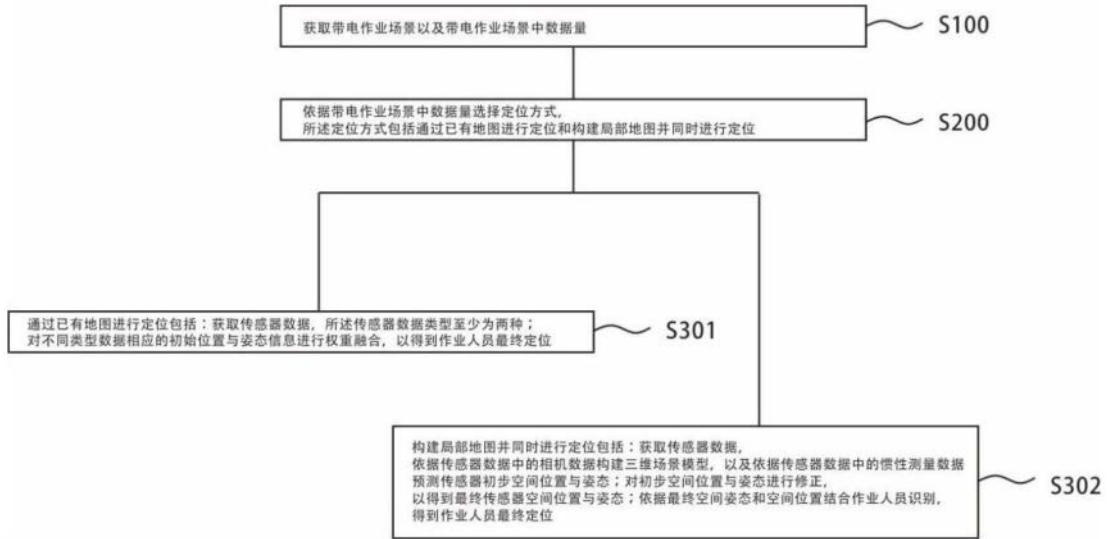 获取带电作业场景以及带电作业场景中数据量
S100
依据带电作业场景中数据量选择定位方式,
所述定位方式包括通过已有地图进行定位和构建局部地图并同时进行定位
S200
通过已有地图进行定位包括：获取传感器数据，所述传感器数据类型至少为两种；
对不同类型数据相应的初始位置与姿态信息进行权重融合，以得到作业人员最终定位
S301
构建局部地图并同时进行定位包括：获取传感器数据，
依据传感器数据中的相机数据构建三维场景模型，以及依据传感器数据中的惯性测量数据
预测传感器初步空间位置与姿态；对初步空间位置与姿态进行修正，
以得到最终传感器空间位置与姿态；依据最终空间姿态和空间位置结合作业人员识别，
得到作业人员最终定位
S302